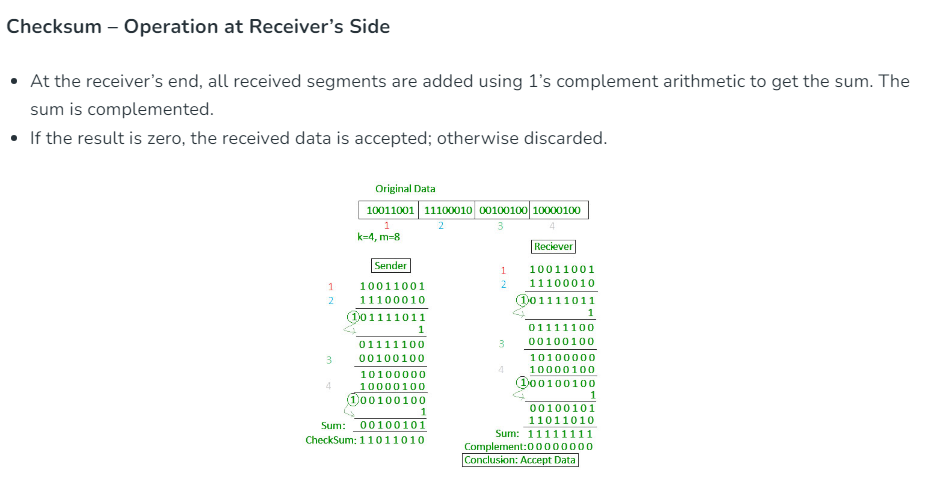 Checksum – Operation at Receiver's Side
• At the receiver's end, all received segments are added using 1's complement arithmetic to get the sum. The
sum is complemented.
• If the result is zero, the received data is accepted; otherwise discarded.
Original Data
10011001 11100010 00100100 10000100
1 2 3 4
k=4, m=8
Sender
1 10011001
2 11100010
101111011
1
01111100
3 00100100
10100000
4 10000100
100100100
1
Sum: 00100101
CheckSum: 11011010
Reciever
1 10011001
2 11100010
101111011
1
01111100
3 00100100
10100000
4 10000100
100100100
1
00100101
11011010
Sum: 11111111
Complement:00000000
Conclusion: Accept Data